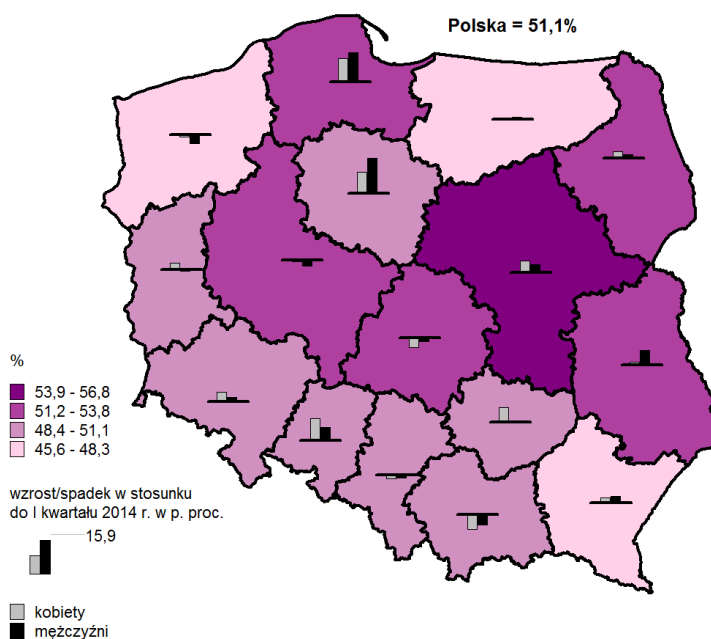 Polska = 51,1%
%
53,9 - 56,8
51,2 - 53,8
48,4 - 51,1
45,6 - 48,3
wzrost/spadek w stosunku
do I kwartału 2014 r. w p. proc.
15,9
kobiety
mężczyźni